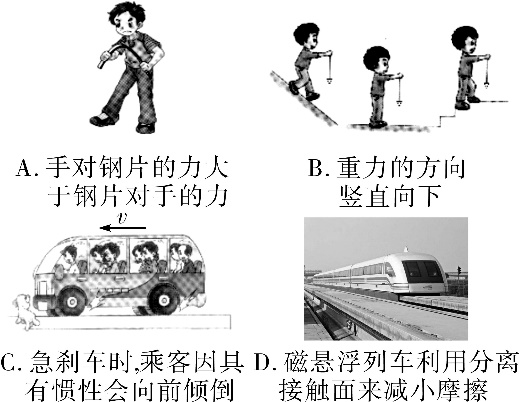 A.手对钢片的力大
于钢片对手的力
B.重力的方向
竖直向下
v
C.急刹车时,乘客因具
有惯性会向前倾倒
D.磁悬浮列车利用分离
接触面来减小摩擦